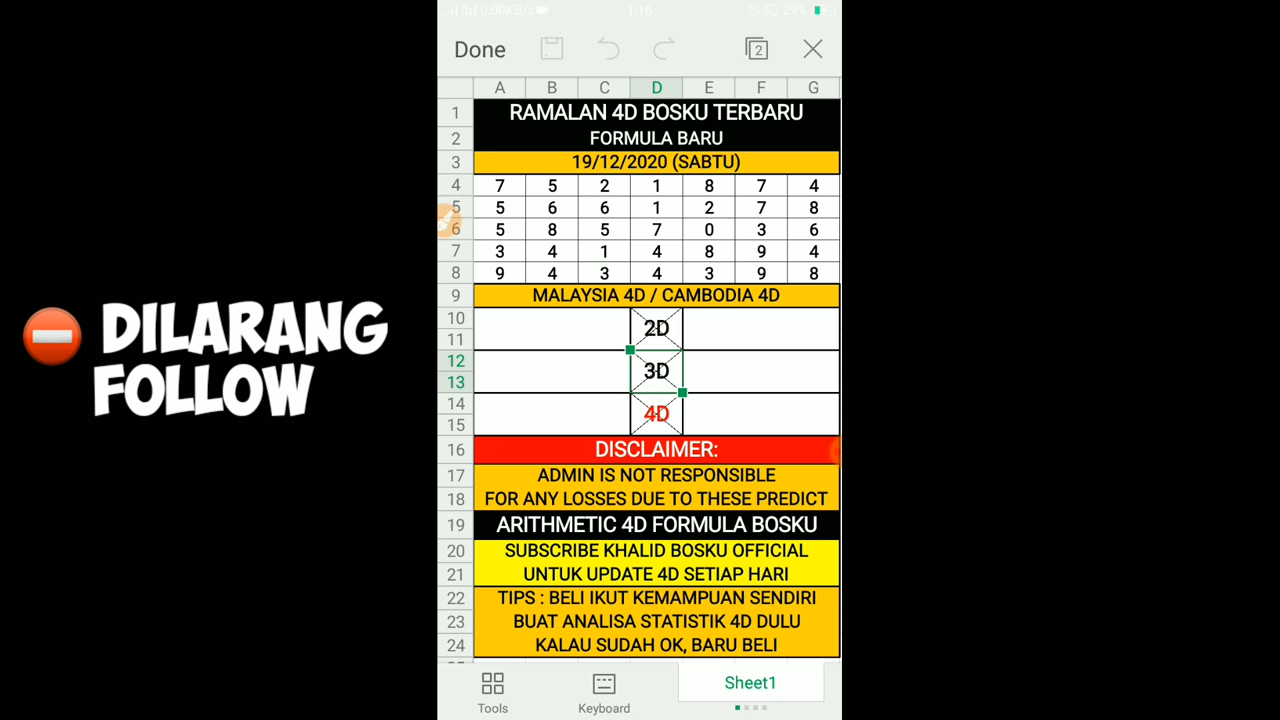 0.00KB/s 1:16 29%
Done 2
A B C D E F G
1 RAMALAN 4D BOSKU TERBARU
2 FORMULA BARU
3 19/12/2020 (SABTU)
4 7 5 2 1 8 7 4
5 5 6 6 1 2 7 8
6 5 8 5 7 0 3 6
7 3 4 1 4 8 9 4
8 9 4 3 4 3 9 8
9 MALAYSIA 4D / CAMBODIA 4D
10
2D
11
12
3D
13
14
4D
15
16 DISCLAIMER:
17 ADMIN IS NOT RESPONSIBLE
18 FOR ANY LOSSES DUE TO THESE PREDICT
19 ARITHMETIC 4D FORMULA BOSKU
20 SUBSCRIBE KHALID BOSKU OFFICIAL
21 UNTUK UPDATE 4D SETIAP HARI
22 TIPS : BELI IKUT KEMAMPUAN SENDIRI
23 BUAT ANALISA STATISTIK 4D DULU
24 KALAU SUDAH OK, BARU BELI
Tools Keyboard Sheet1
DILARANG
FOLLOW